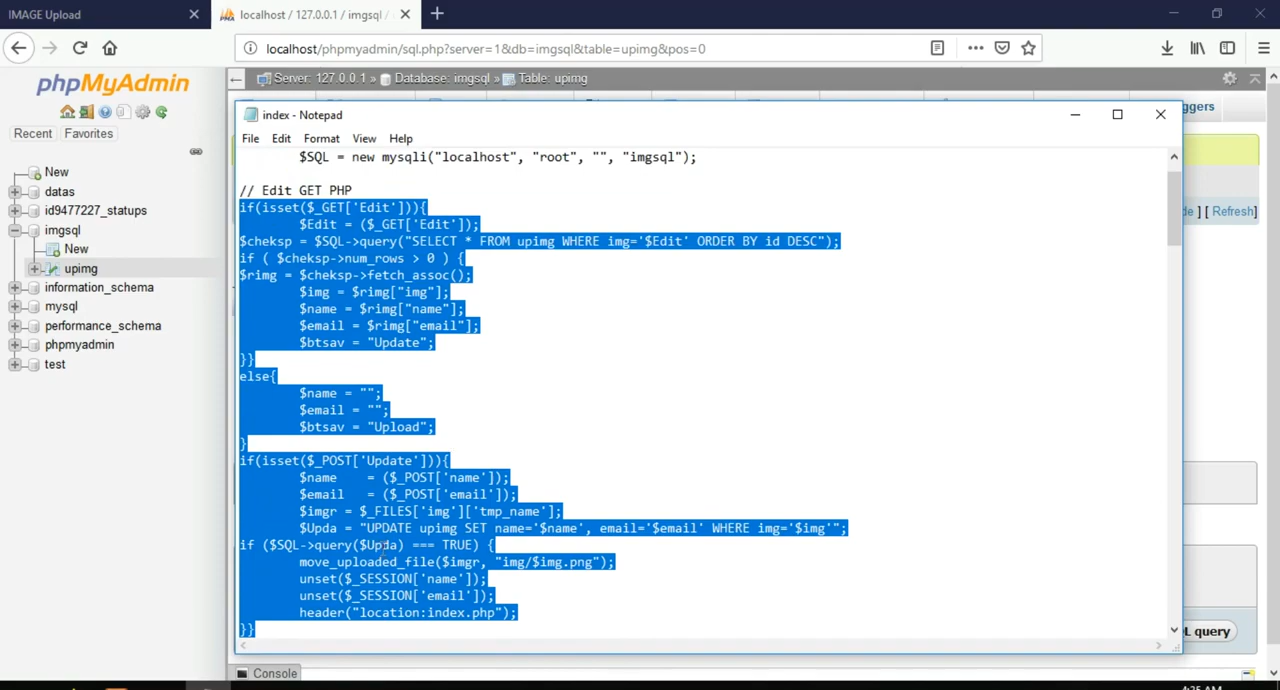 IMAGE Upload
localhost / 127.0.0.1 / imgsql /
localhost/phpmyadmin/sql.php?server=1&db=imgsql&table=upimg&pos=0
phpMyAdmin
Server: 127.0.0.1 » Database: imgsql » Table: upimg
Recent
Favorites
New
datas
id9477227_statups
imgsql
New
upimg
information_schema
mysql
performance_schema
phpmyadmin
test
index - Notepad
File Edit Format View Help
$SQL = new mysqli("localhost", "root", "", "imgsql");
// Edit GET PHP
if(isset($_GET['Edit'])){
$Edit = ($_GET['Edit']);
$cheksp = $SQL->query("SELECT * FROM upimg WHERE img='$Edit' ORDER BY id DESC");
if ( $cheksp->num_rows > 0 ) {
$rimg = $cheksp->fetch_assoc();
$img = $rimg["img"];
$name = $rimg["name"];
$email = $rimg["email"];
$btsav = "Update";
}}
else{
$name = "";
$email = "";
$btsav = "Upload";
}
if(isset($_POST['Update'])){
$name   = ($_POST['name']);
$email   = ($_POST['email']);
$imgr = $_FILES['img']['tmp_name'];
$Upda = "UPDATE upimg SET name='$name', email='$email' WHERE img='$img'";
if ($SQL->query($Upda) === TRUE) {
move_uploaded_file($imgr, "img/$img.png");
unset($_SESSION['name']);
unset($_SESSION['email']);
header("location:index.php");
}}
ggers
de ] [ Refresh]
L query
Console